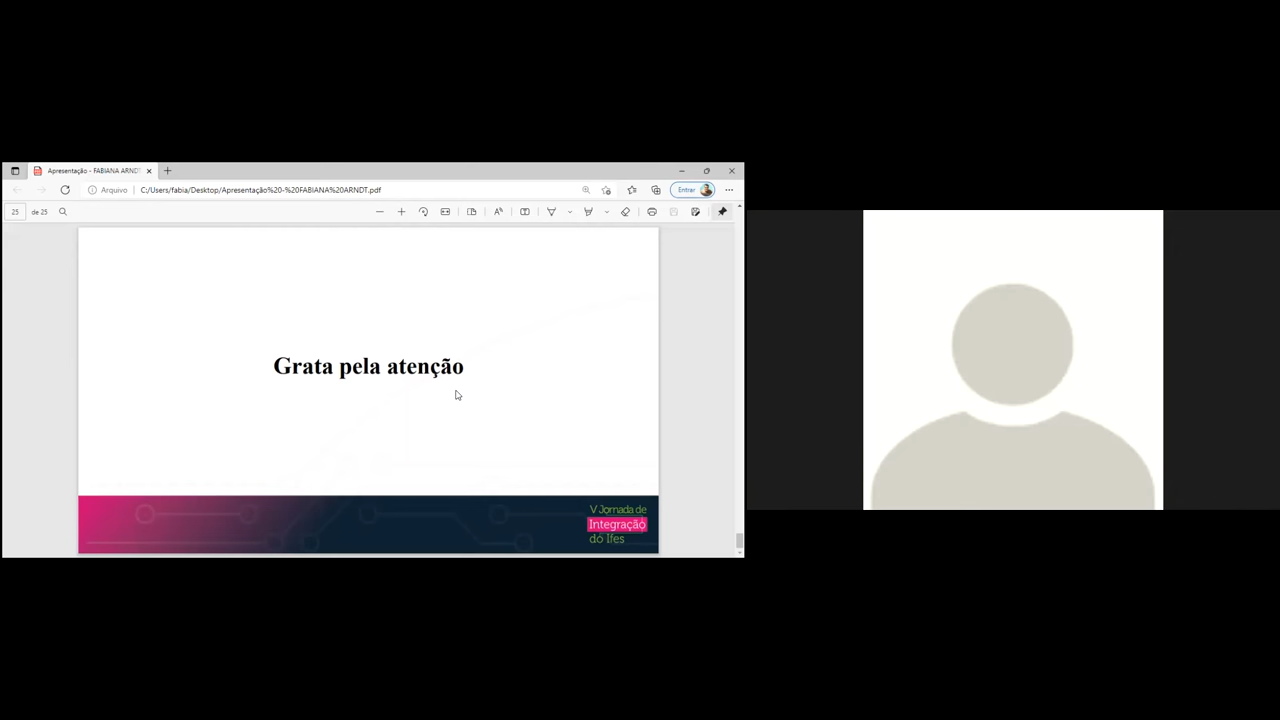 Apresentação - FABIANA ARNDT
Arquivo
C:/Users/fabia/Desktop/Apresentação%20-%20FABIANA%20ARNDT.pdf
Entrar
25 de 25
Grata pela atenção
V Jornada de
Integração
do Ifes